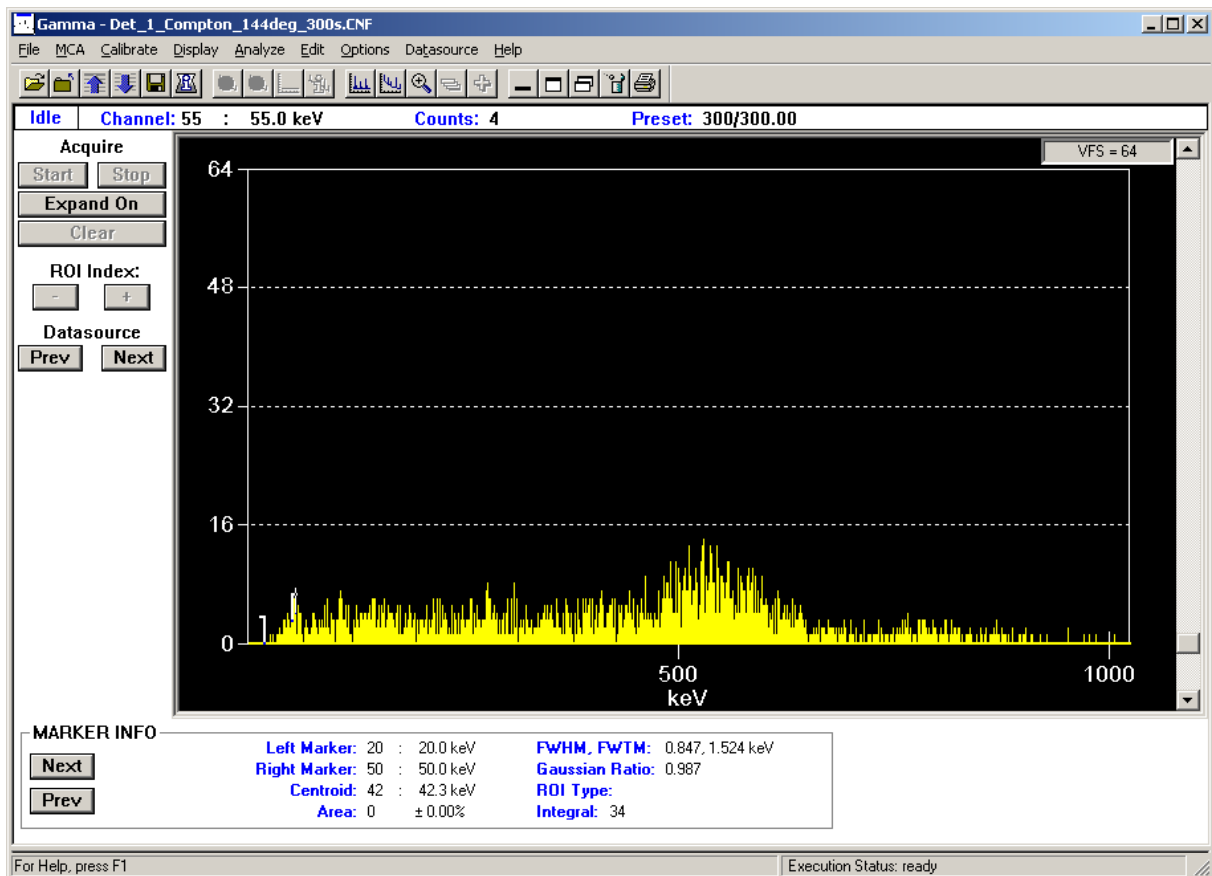 Gamma - Det_1_Compton_144deg_300s.CNF
File MCA Calibrate Display Analyze Edit Options Datasource Help
Idle Channel: 55 : 55.0 keV Counts: 4 Preset: 300/300.00
Acquire
Start Stop
Expand On
Clear
ROI Index:
- +
Datasource
Prev Next
VFS = 64
64
48
32
16
0
500 1000
keV
MARKER INFO
Next
Prev
Left Marker: 20 : 20.0 keV
Right Marker: 50 : 50.0 keV
Centroid: 42 : 42.3 keV
Area: 0 ± 0.00%
FWHM, FWTM: 0.847, 1.524 keV
Gaussian Ratio: 0.987
ROI Type:
Integral: 34
For Help, press F1 Execution Status: ready